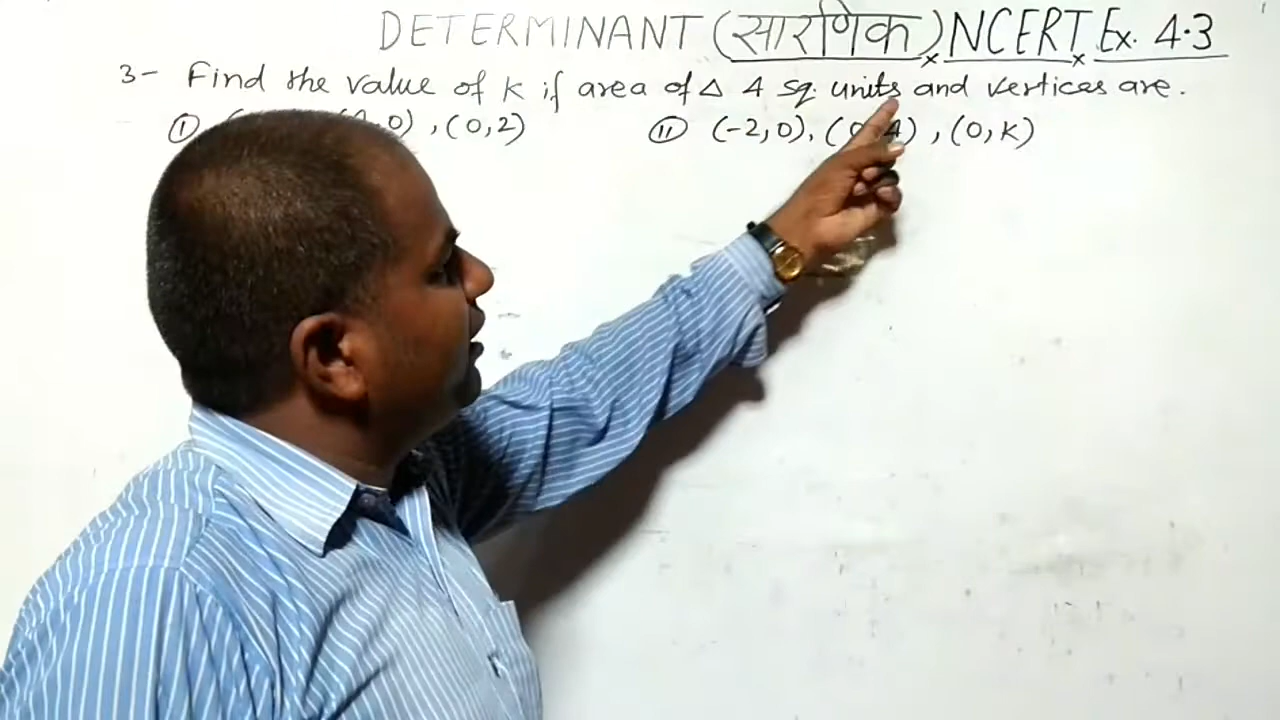 DETERMINANT (सारणिक) NCERT Ex. 4.3
3- Find the value of k if area of △ 4 sq. units and vertices are.
① ,0), (0,2) ⑪ (-2,0), (0,4), (0,k)